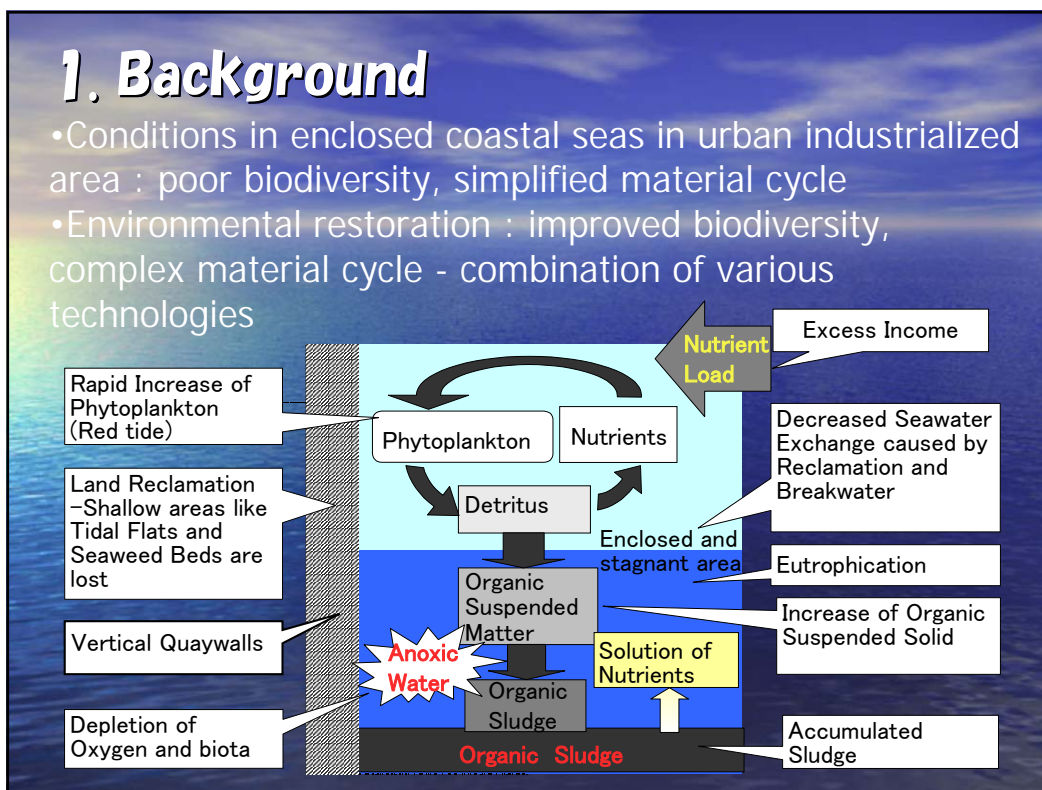 1. Background
•Conditions in enclosed coastal seas in urban industrialized
area : poor biodiversity, simplified material cycle
•Environmental restoration : improved biodiversity,
complex material cycle - combination of various
technologies
Nutrient
Load
Excess Income
Rapid Increase of
Phytoplankton
(Red tide)
Phytoplankton
Nutrients
Decreased Seawater
Exchange caused by
Reclamation and
Breakwater
Land Reclamation
-Shallow areas like
Tidal Flats and
Seaweed Beds are
lost
Detritus
Enclosed and
stagnant area
Eutrophication
Organic
Suspended
Matter
Increase of Organic
Suspended Solid
Vertical Quaywalls
Anoxic
Water
Solution of
Nutrients
Organic
Sludge
Depletion of
Oxygen and biota
Organic Sludge
Accumulated
Sludge